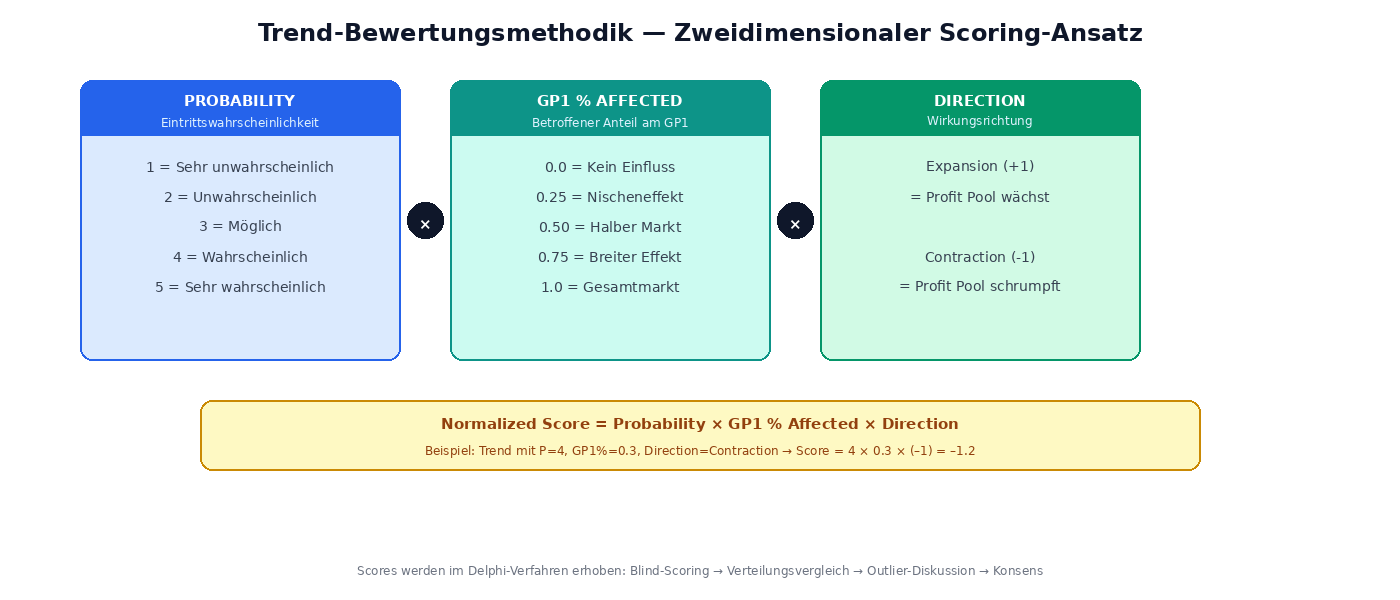 Trend-Bewertungsmethodik — Zweidimensionaler Scoring-Ansatz
PROBABILITY
Eintrittswahrscheinlichkeit
1 = Sehr unwahrscheinlich
2 = Unwahrscheinlich
3 = Möglich
4 = Wahrscheinlich
5 = Sehr wahrscheinlich
×
GP1 % AFFECTED
Betroffener Anteil am GP1
0.0 = Kein Einfluss
0.25 = Nischeneffekt
0.50 = Halber Markt
0.75 = Breiter Effekt
1.0 = Gesamtmarkt
×
DIRECTION
Wirkungsrichtung
Expansion (+1)
= Profit Pool wächst
Contraction (-1)
= Profit Pool schrumpft
Normalized Score = Probability × GP1 % Affected × Direction
Beispiel: Trend mit P=4, GP1%=0.3, Direction=Contraction → Score = 4 × 0.3 × (–1) = –1.2
Scores werden im Delphi-Verfahren erhoben: Blind-Scoring → Verteilungsvergleich → Outlier-Diskussion → Konsens